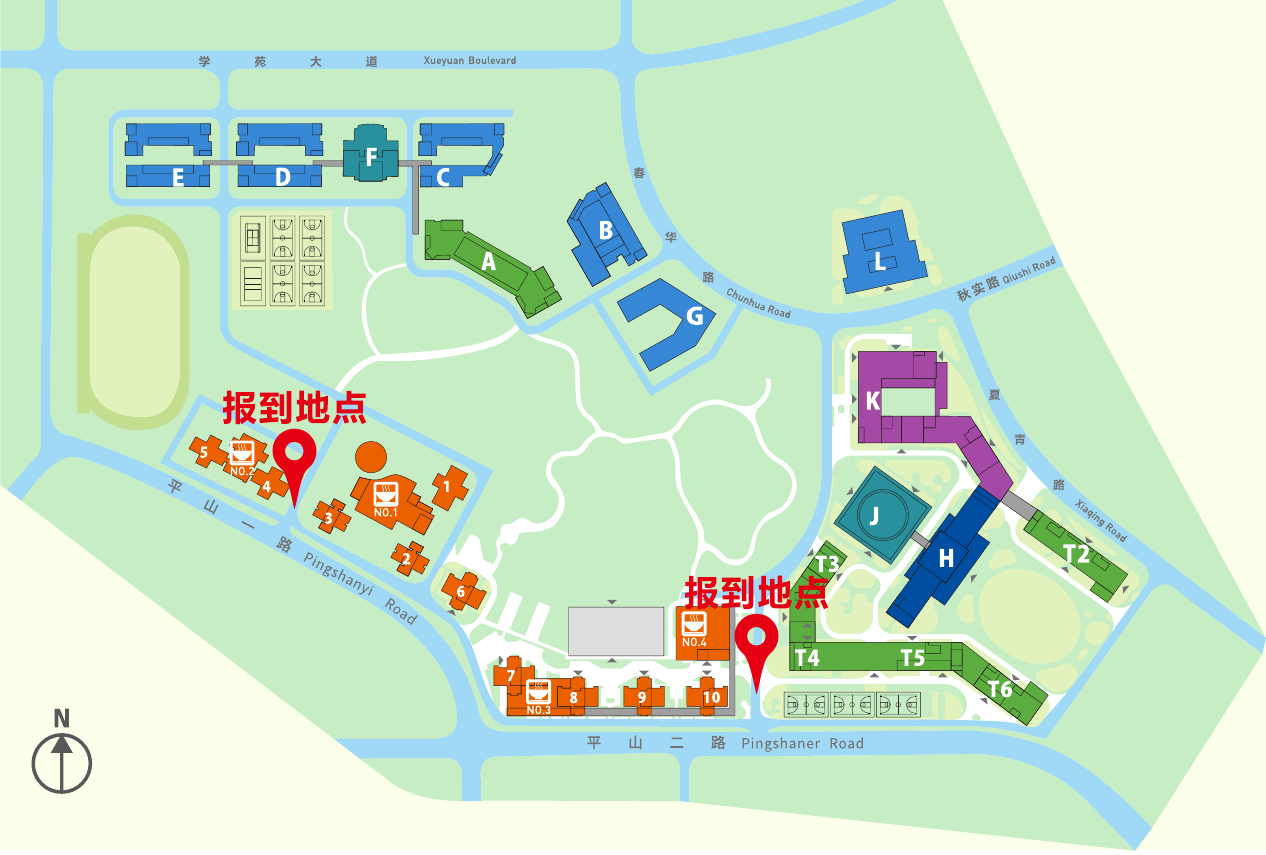 学苑大道 Xueyuan Boulevard
F
E
D
C
春华路 Chunhua Road
B
A
L
秋实路 Qiushi Road
G
K
夏青路 Xiaqing Road
报到地点
5
NO.2
4
1
NO.1
3
2
平山一路 Pingshanyi Road
J
H
T2
T3
6
报到地点
NO.4
T4
T5
T6
7
8
9
10
NO.3
N
平山二路 Pingshaner Road